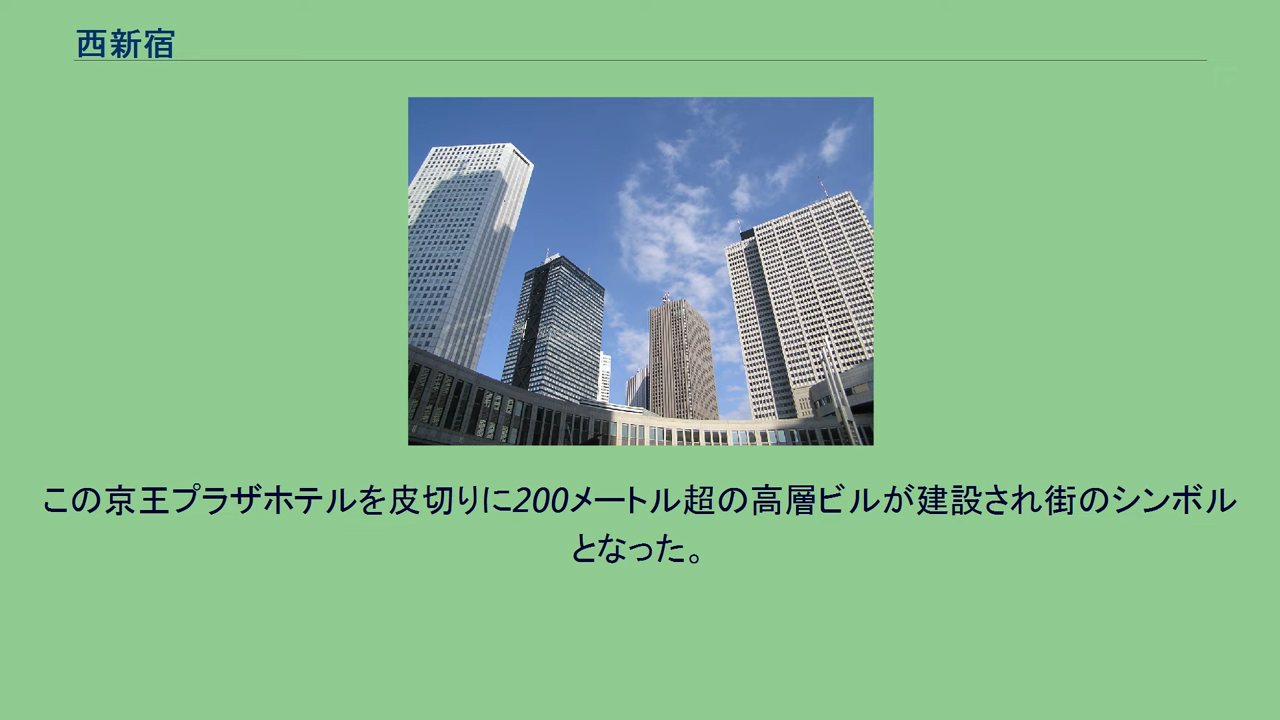 西新宿
この京王プラザホテルを皮切りに200メートル超の高層ビルが建設され街のシンボル
となった。